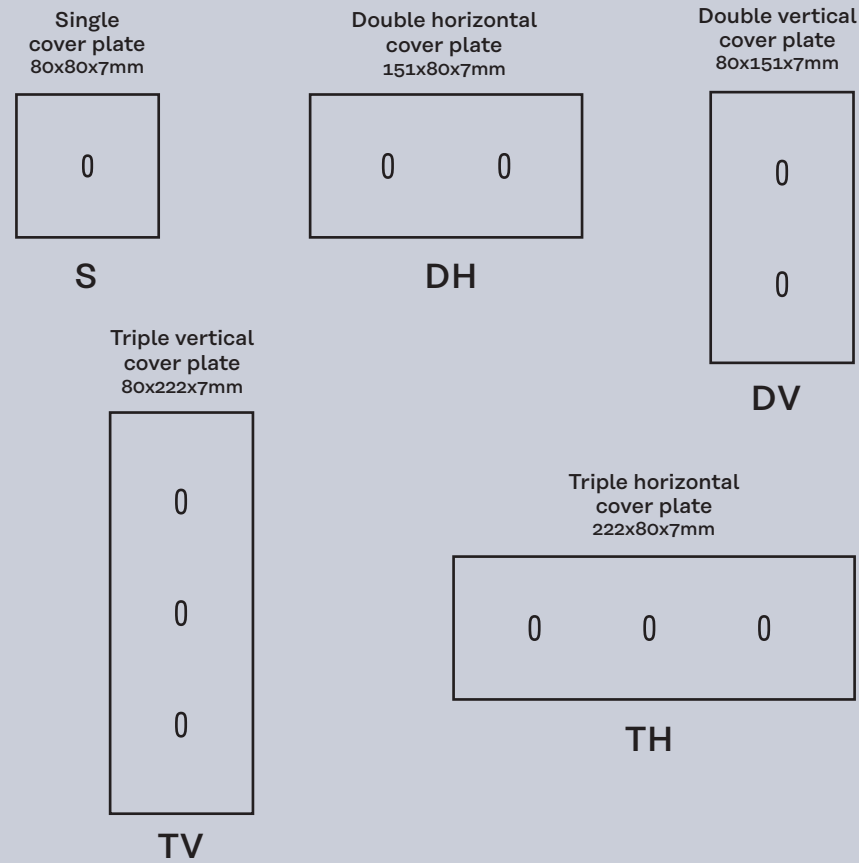 Single
cover plate
80x80x7mm
0
S
Double horizontal
cover plate
151x80x7mm
0 0
DH
Double vertical
cover plate
80x151x7mm
0
0
DV
Triple vertical
cover plate
80x222x7mm
0
0
0
TV
Triple horizontal
cover plate
222x80x7mm
0 0 0
TH